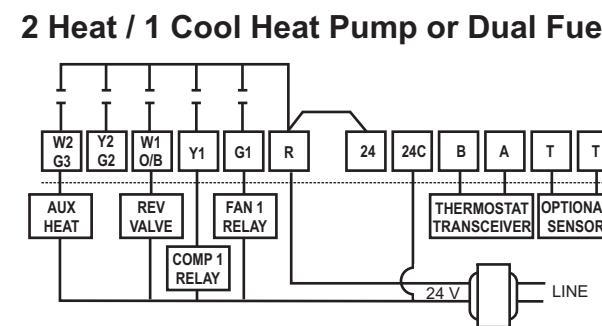 2 Heat / 1 Cool Heat Pump or Dual Fue
W2 G3
Y2 G2
W1 O/B
Y1
G1
R
24
24C
B
A
T
T
AUX HEAT
REV VALVE
FAN 1 RELAY
THERMOSTAT TRANSCEIVER
OPTIONA SENSOR
COMP 1 RELAY
24 V
LINE